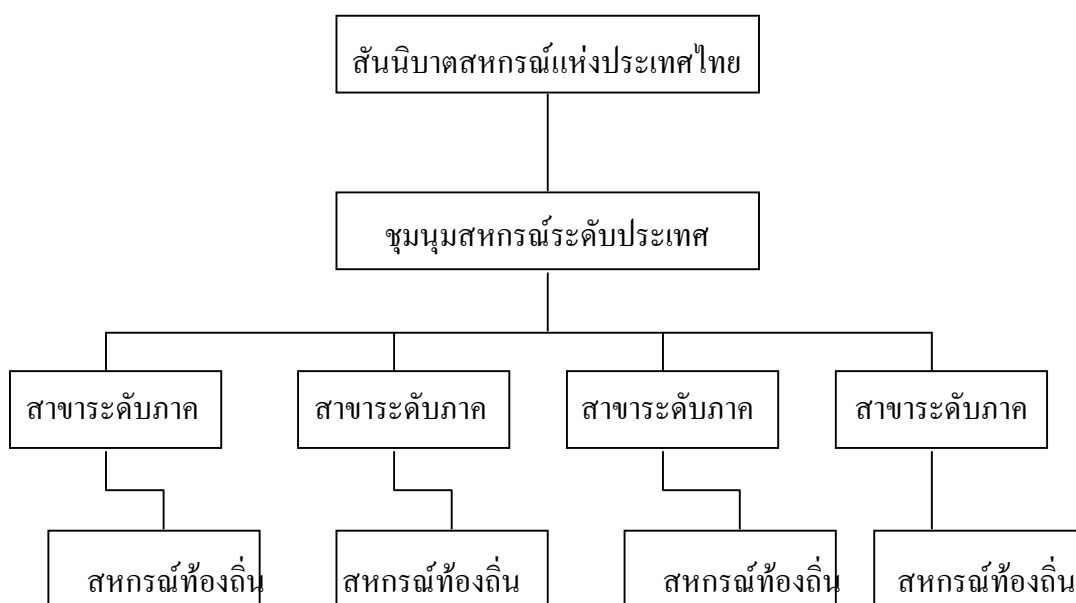 สันนิบาตสหกรณ์แห่งประเทศไทย
ชุมนุมสหกรณ์ระดับประเทศ
สาขาระดับภาค สาขาระดับภาค สาขาระดับภาค สาขาระดับภาค
สหกรณ์ท้องถิ่น สหกรณ์ท้องถิ่น สหกรณ์ท้องถิ่น สหกรณ์ท้องถิ่น